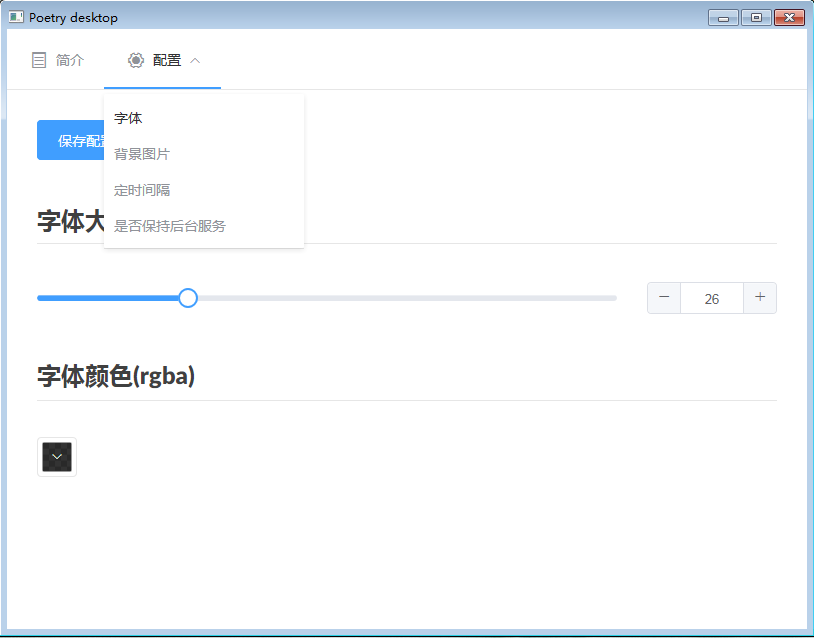 Poetry desktop
简介
配置
字体
背景图片
定时间隔
是否保持后台服务
保存配
字体大
26
字体颜色(rgba)